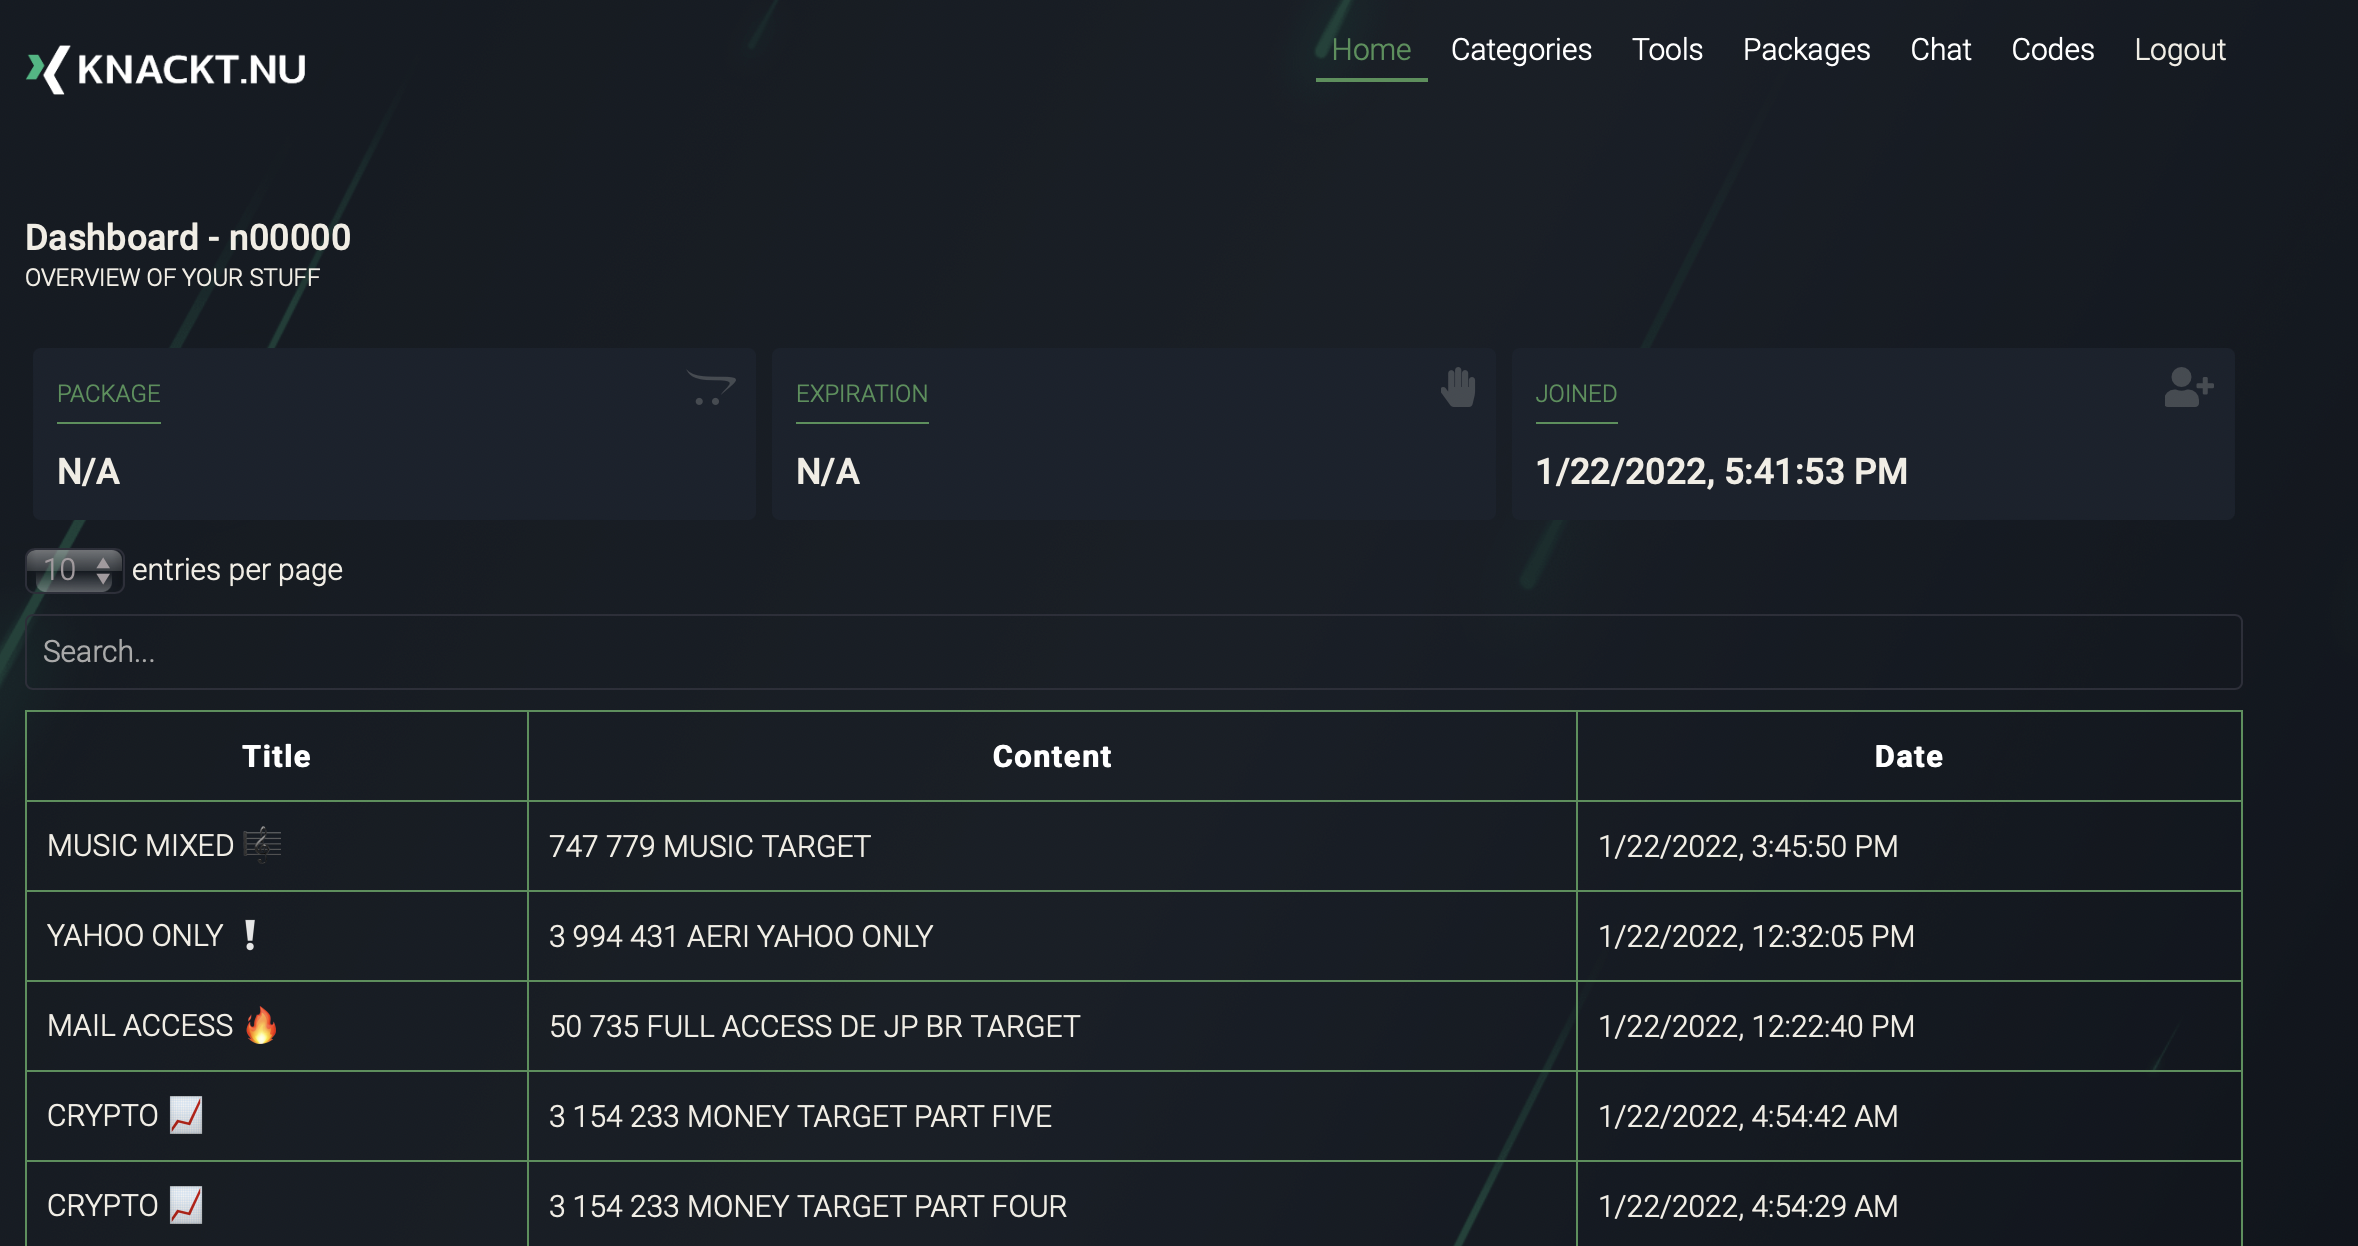 KNACKT.NU
Home Categories Tools Packages Chat Codes Logout
Dashboard - n00000
OVERVIEW OF YOUR STUFF
PACKAGE
N/A
EXPIRATION
N/A
JOINED
1/22/2022, 5:41:53 PM
10 entries per page
Search...
Title Content Date
MUSIC MIXED 🎼 747 779 MUSIC TARGET 1/22/2022, 3:45:50 PM
YAHOO ONLY ❕ 3 994 431 AERI YAHOO ONLY 1/22/2022, 12:32:05 PM
MAIL ACCESS 🔥 50 735 FULL ACCESS DE JP BR TARGET 1/22/2022, 12:22:40 PM
CRYPTO 📈 3 154 233 MONEY TARGET PART FIVE 1/22/2022, 4:54:42 AM
CRYPTO 📈 3 154 233 MONEY TARGET PART FOUR 1/22/2022, 4:54:29 AM